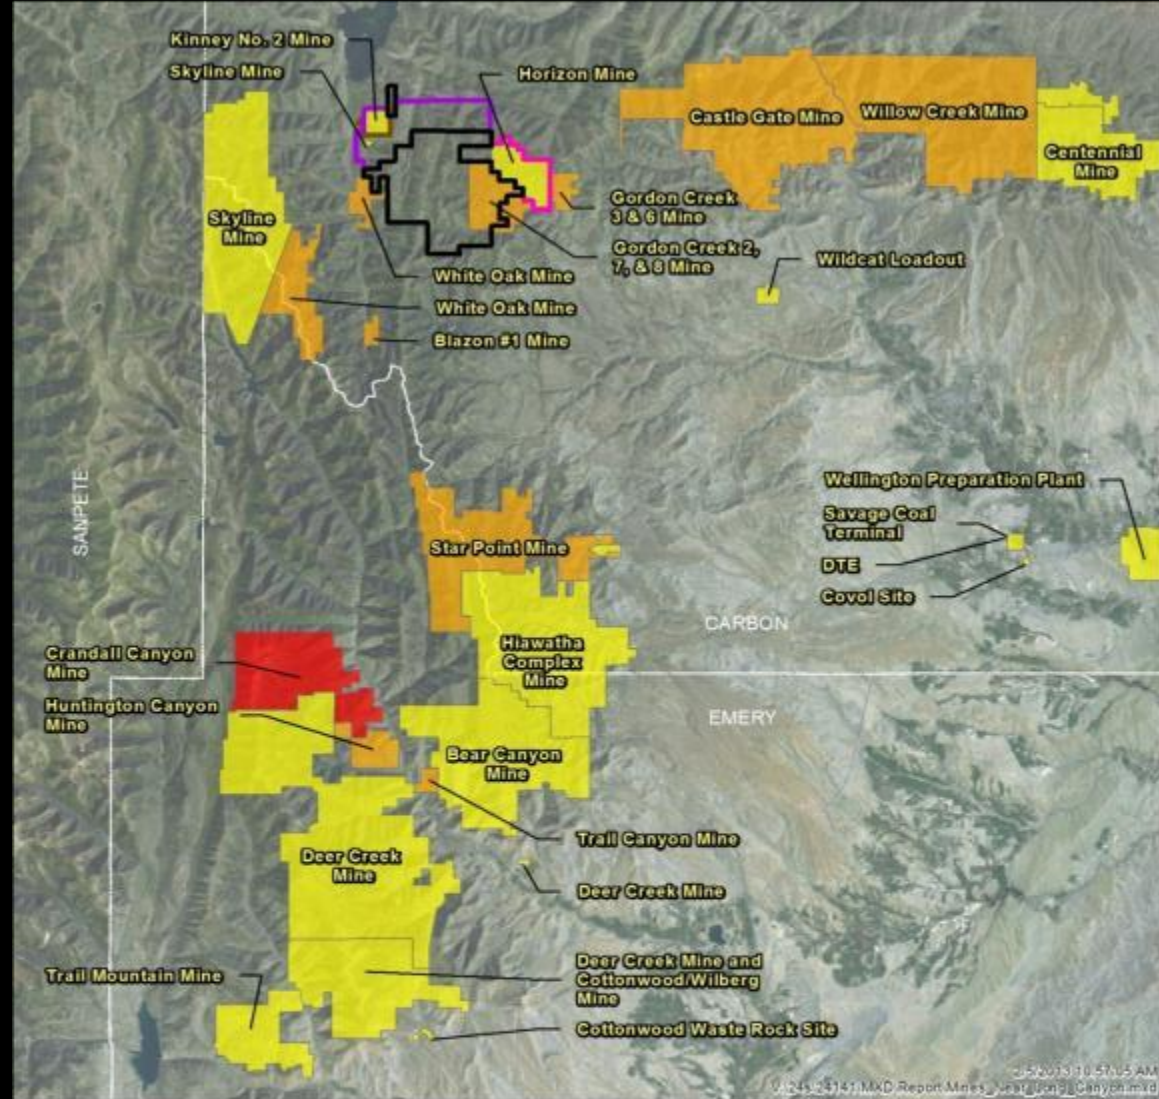 Kinney No. 2 Mine
Skyline Mine
Horizon Mine
Castle Gate Mine
Willow Creek Mine
Centennial
Mine
Gordon Creek
3 & 6 Mine
Skyline
Mine
Gordon Creek 2,
7, & 8 Mine
Wildcat Loadout
White Oak Mine
White Oak Mine
Blazon #1 Mine
SANPETE
Wellington Preparation Plant
Savage Coal
Terminal
DTE
Covol Site
Star Point Mine
CARBON
Hiawatha
Complex
Mine
Crandall Canyon
Mine
Huntington Canyon
Mine
EMERY
Bear Canyon
Mine
Trail Canyon Mine
Deer Creek
Mine
Deer Creek Mine
Trail Mountain Mine
Deer Creek Mine and
Cottonwood/Wilberg
Mine
Cottonwood Waste Rock Site
AM
MXD Report Mines